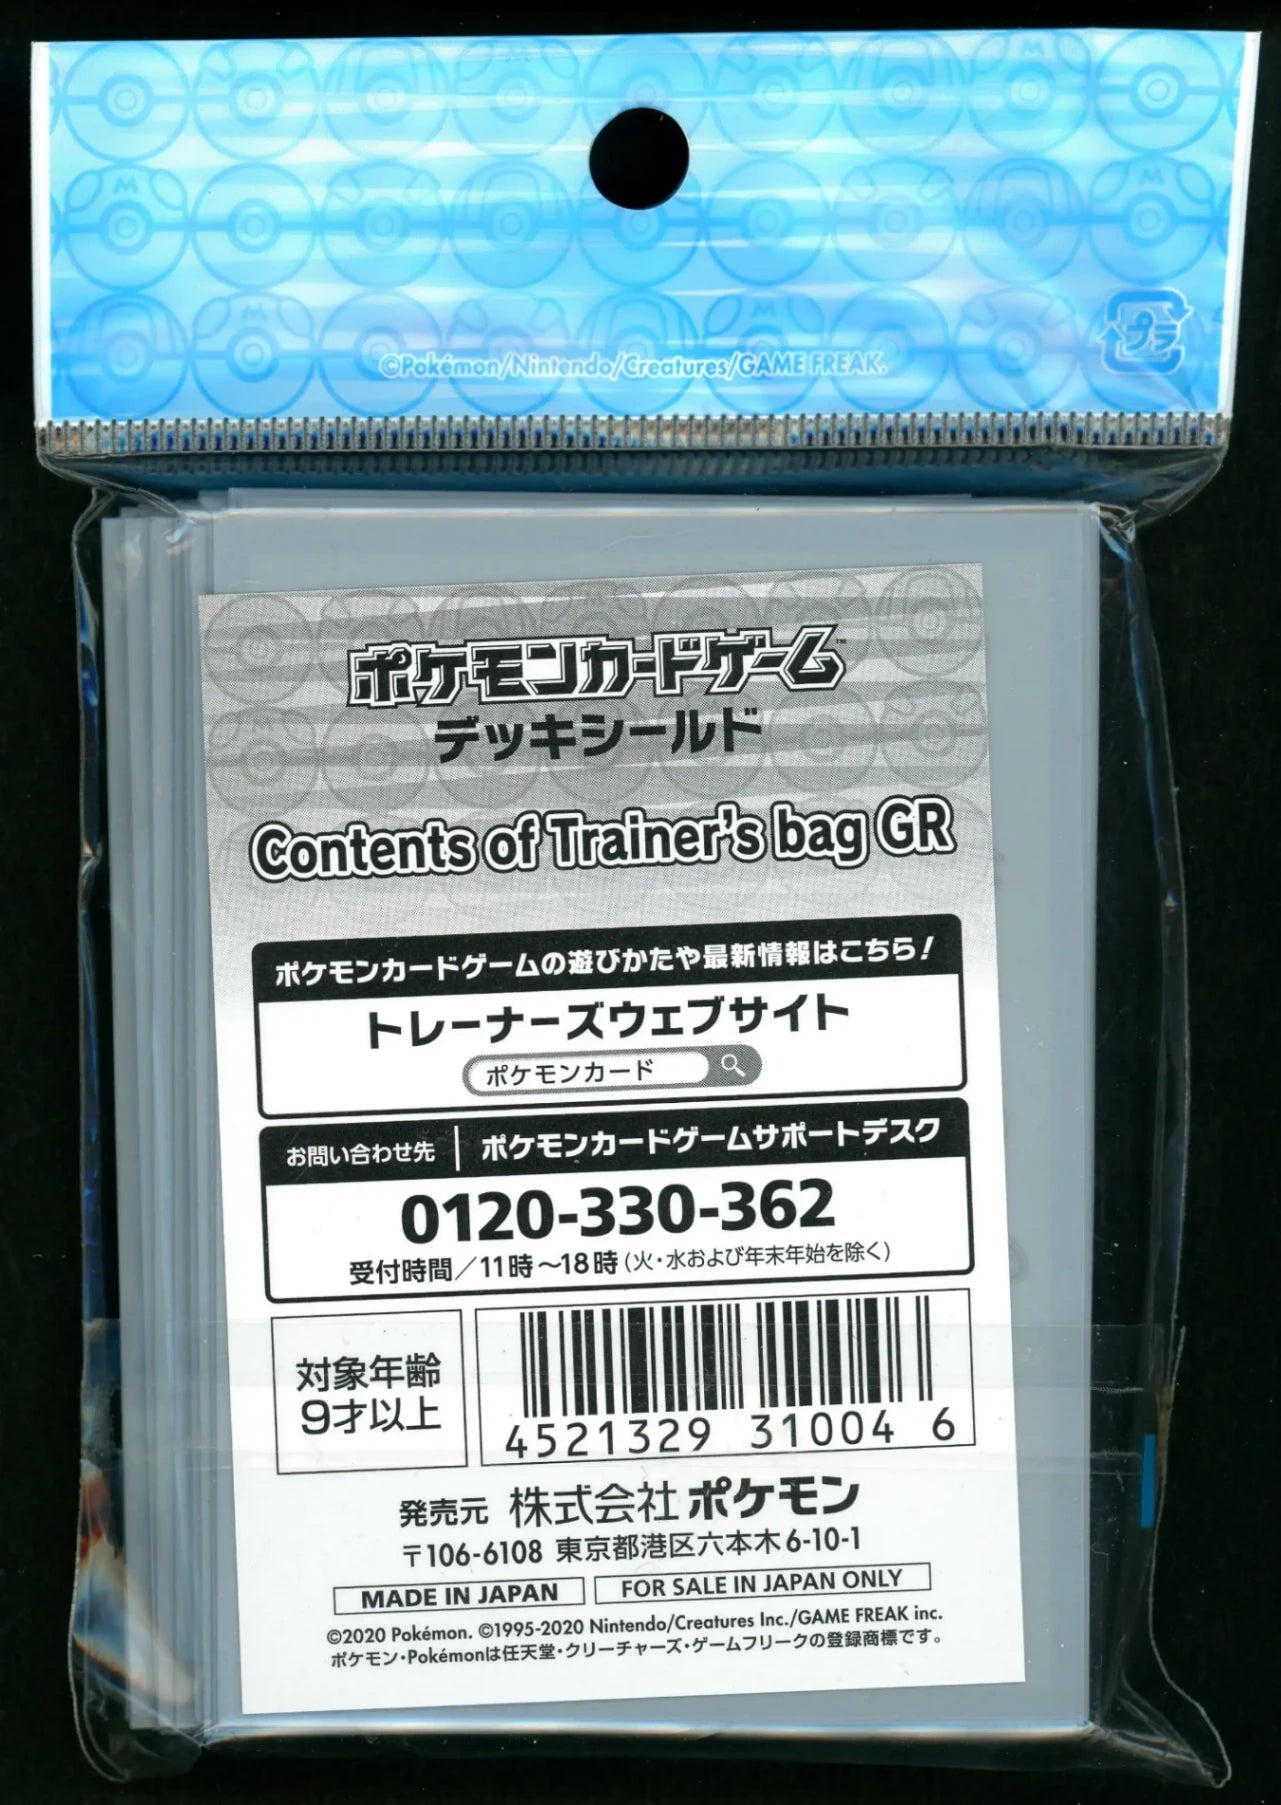 ©Pokémon/Nintendo/Creatures/GAME FREAK.
プラ
ポケモンカードゲーム™
デッキシールド
Contents of Trainer's bag GR
ポケモンカードゲームの遊びかたや最新情報はこちら!
トレーナーズウェブサイト
ポケモンカード
お問い合わせ先 ポケモンカードゲームサポートデスク
0120-330-362
受付時間/11時~18時(火・水および年末年始を除く)
対象年齢
9才以上
4521329 31004 6
発売元 株式会社ポケモン
〒106-6108 東京都港区六本木6-10-1
MADE IN JAPAN FOR SALE IN JAPAN ONLY
©2020 Pokémon. ©1995-2020 Nintendo/Creatures Inc./GAME FREAK inc.
ポケモン・Pokémonは任天堂・クリーチャーズ・ゲームフリークの登録商標です。